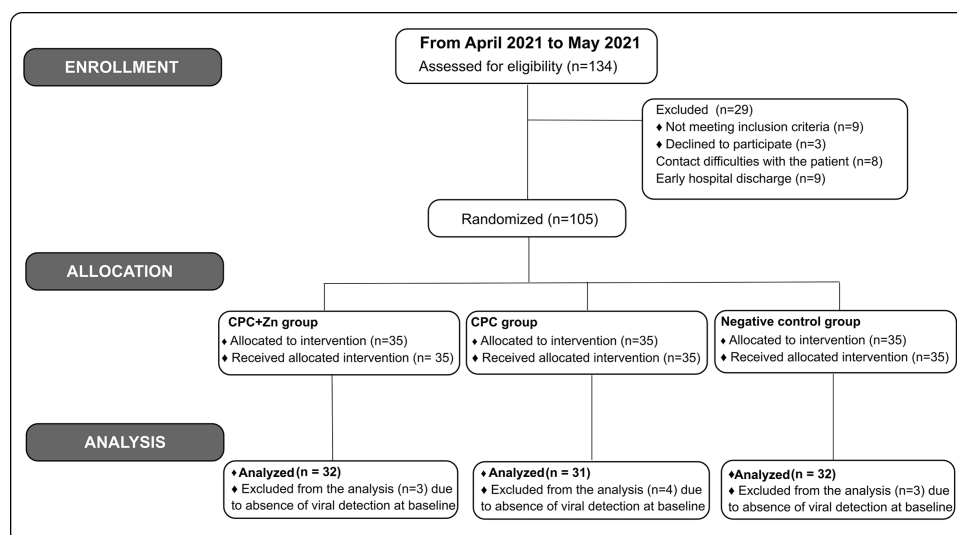 ENROLLMENT
From April 2021 to May 2021
Assessed for eligibility (n=134)
Excluded (n=29)
♦ Not meeting inclusion criteria (n=9)
♦ Declined to participate (n=3)
Contact difficulties with the patient (n=8)
Early hospital discharge (n=9)
Randomized (n=105)
ALLOCATION
CPC+Zn group
♦ Allocated to intervention (n=35)
♦ Received allocated intervention (n= 35)
CPC group
♦ Allocated to intervention (n=35)
♦ Received allocated intervention (n=35)
Negative control group
♦ Allocated to intervention (n=35)
♦ Received allocated intervention (n=35)
ANALYSIS
♦Analyzed (n = 32)
♦ Excluded from the analysis (n=3) due
to absence of viral detection at baseline
♦Analyzed (n = 31)
♦ Excluded from the analysis (n=4) due
to absence of viral detection at baseline
♦Analyzed (n = 32)
♦ Excluded from the analysis (n=3) due
to absence of viral detection at baseline